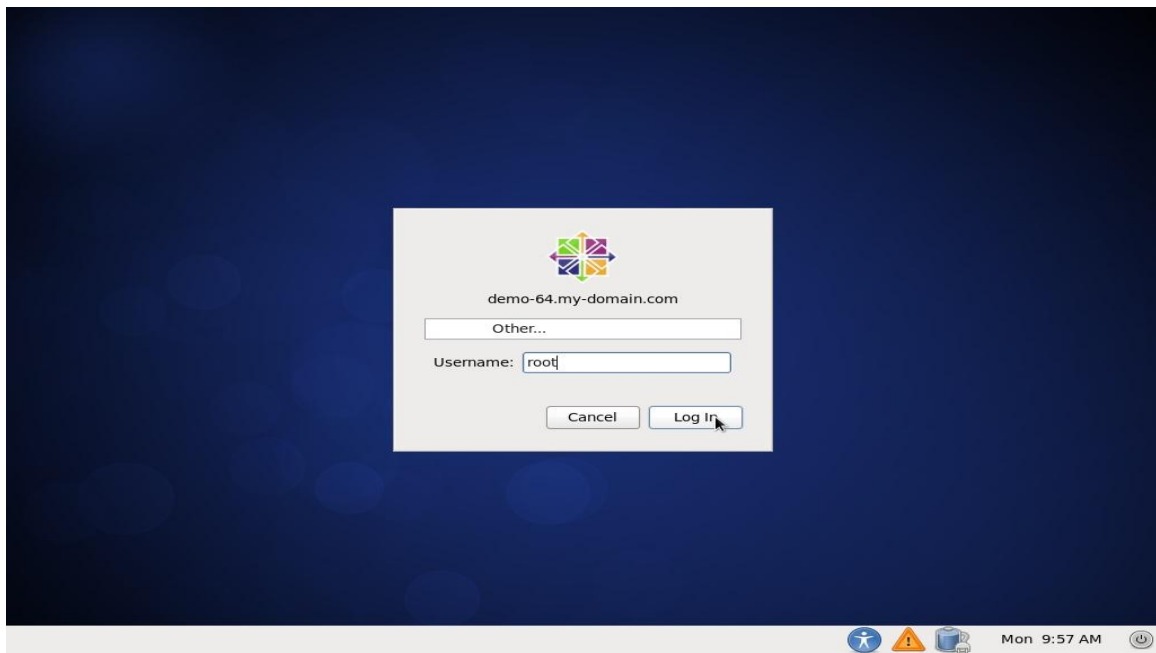 demo-64.my-domain.com
Other...
Username: root
Cancel Log In
Mon 9:57 AM